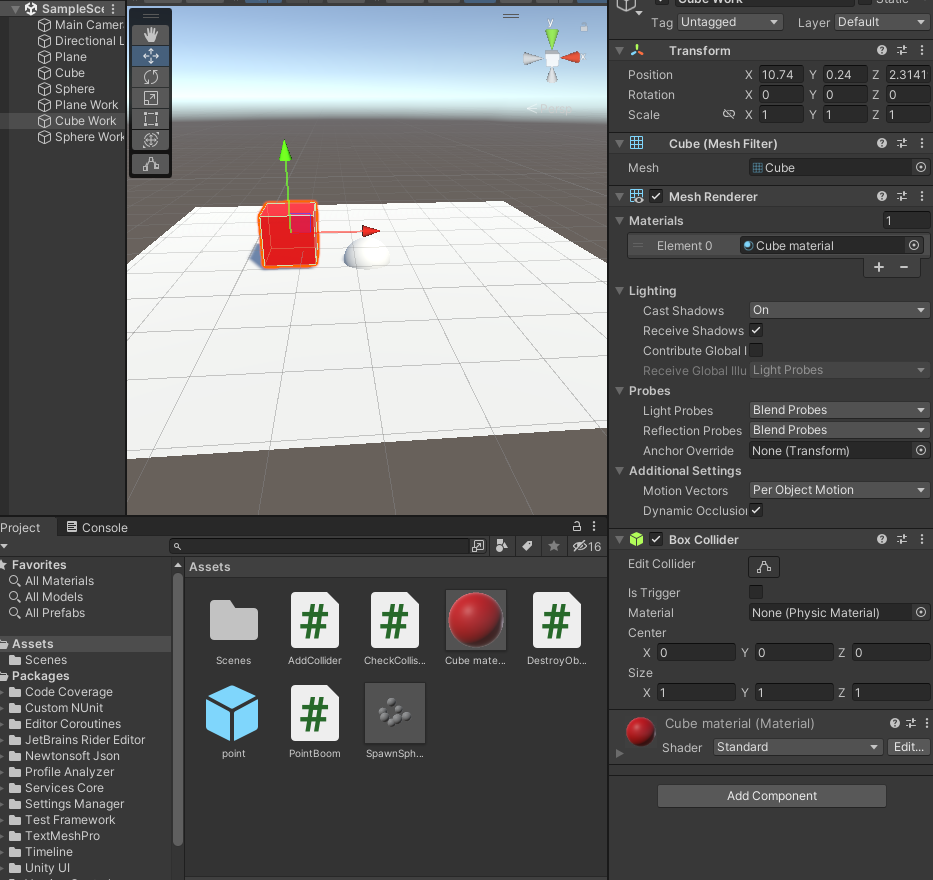 SampleSce
Main Camer
Directional L
Plane
Cube
Sphere
Plane Work
Cube Work
Sphere Work
y
Persp
Cube Work
Static
Tag Untagged Layer Default
Transform
Position X 10.74 Y 0.24 Z 2.3141
Rotation X 0 Y 0 Z 0
Scale X 1 Y 1 Z 1
Cube (Mesh Filter)
Mesh Cube
Mesh Renderer
Materials 1
Element 0 Cube material
Lighting
Cast Shadows On
Receive Shadows
Contribute Global I
Receive Global Illu Light Probes
Probes
Light Probes Blend Probes
Reflection Probes Blend Probes
Anchor Override None (Transform)
Additional Settings
Motion Vectors Per Object Motion
Dynamic Occlusion
Box Collider
Edit Collider
Is Trigger
Material None (Physic Material)
Center
X 0 Y 0 Z 0
Size
X 1 Y 1 Z 1
Cube material (Material)
Shader Standard Edit...
Add Component
Project Console
16
Favorites
All Materials
All Models
All Prefabs
Assets
Scenes
Packages
Code Coverage
Custom NUnit
Editor Coroutines
JetBrains Rider Editor
Newtonsoft Json
Profile Analyzer
Services Core
Settings Manager
Test Framework
TextMeshPro
Timeline
Unity UI
Assets
Scenes AddCollider CheckCollis... Cube mate... DestroyOb...
point PointBoom SpawnSph...